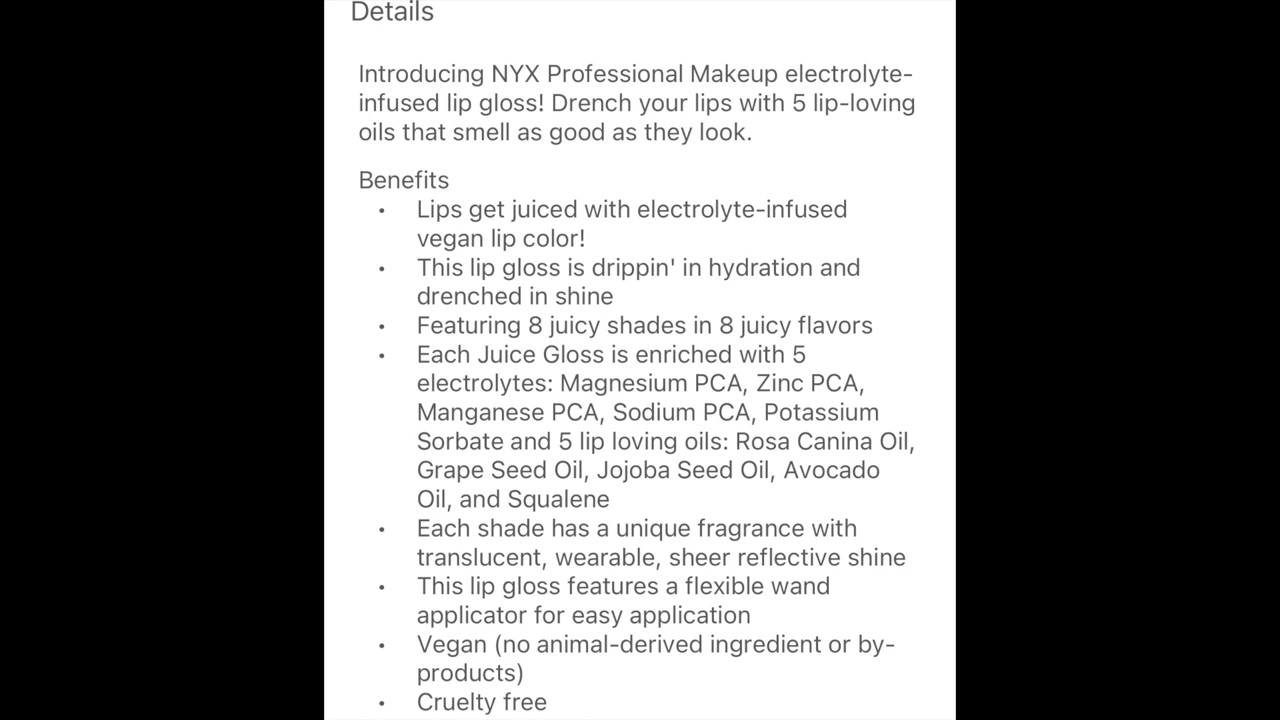 Details
Introducing NYX Professional Makeup electrolyte-
infused lip gloss! Drench your lips with 5 lip-loving
oils that smell as good as they look.
Benefits
• Lips get juiced with electrolyte-infused
vegan lip color!
• This lip gloss is drippin' in hydration and
drenched in shine
• Featuring 8 juicy shades in 8 juicy flavors
• Each Juice Gloss is enriched with 5
electrolytes: Magnesium PCA, Zinc PCA,
Manganese PCA, Sodium PCA, Potassium
Sorbate and 5 lip loving oils: Rosa Canina Oil,
Grape Seed Oil, Jojoba Seed Oil, Avocado
Oil, and Squalene
• Each shade has a unique fragrance with
translucent, wearable, sheer reflective shine
• This lip gloss features a flexible wand
applicator for easy application
• Vegan (no animal-derived ingredient or by-
products)
• Cruelty free